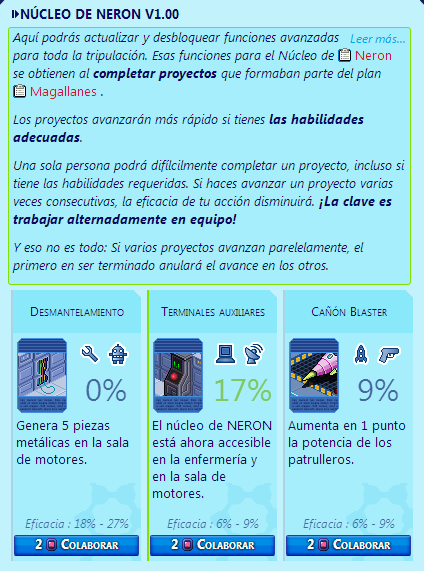 NÚCLEO DE NERON V1.00
Aquí podrás actualizar y desbloquear funciones avanzadas Leer más...
para toda la tripulación. Esas funciones para el Núcleo de Neron
se obtienen al completar proyectos que formaban parte del plan
Magallanes .
Los proyectos avanzarán más rápido si tienes las habilidades
adecuadas.
Una sola persona podrá difílcilmente completar un proyecto, incluso si
tiene las habilidades requeridas. Si haces avanzar un proyecto varias
veces consecutivas, la eficacia de tu acción disminuirá. ¡La clave es
trabajar alternadamente en equipo!
Y eso no es todo: Si varios proyectos avanzan parelelamente, el
primero en ser terminado anulará el avance en los otros.
Desmantelamiento
0%
Genera 5 piezas
metálicas en la sala
de motores.
Eficacia : 18% - 27%
2 Colaborar
Terminales auxiliares
17%
El núcleo de NERON
está ahora accesible
en la enfermería y
en la sala de
motores.
Eficacia : 6% - 9%
2 Colaborar
Cañón Blaster
9%
Aumenta en 1 punto
la potencia de los
patrulleros.
Eficacia : 6% - 9%
2 Colaborar